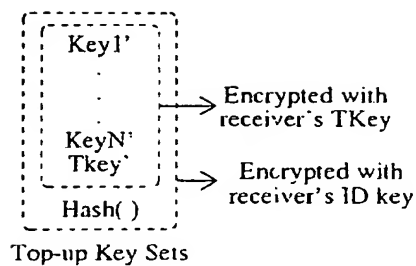 Key1'
.
.
.
KeyN'
Tkey'
Hash( )
Top-up Key Sets
Encrypted with
receiver's TKey
Encrypted with
receiver's ID key